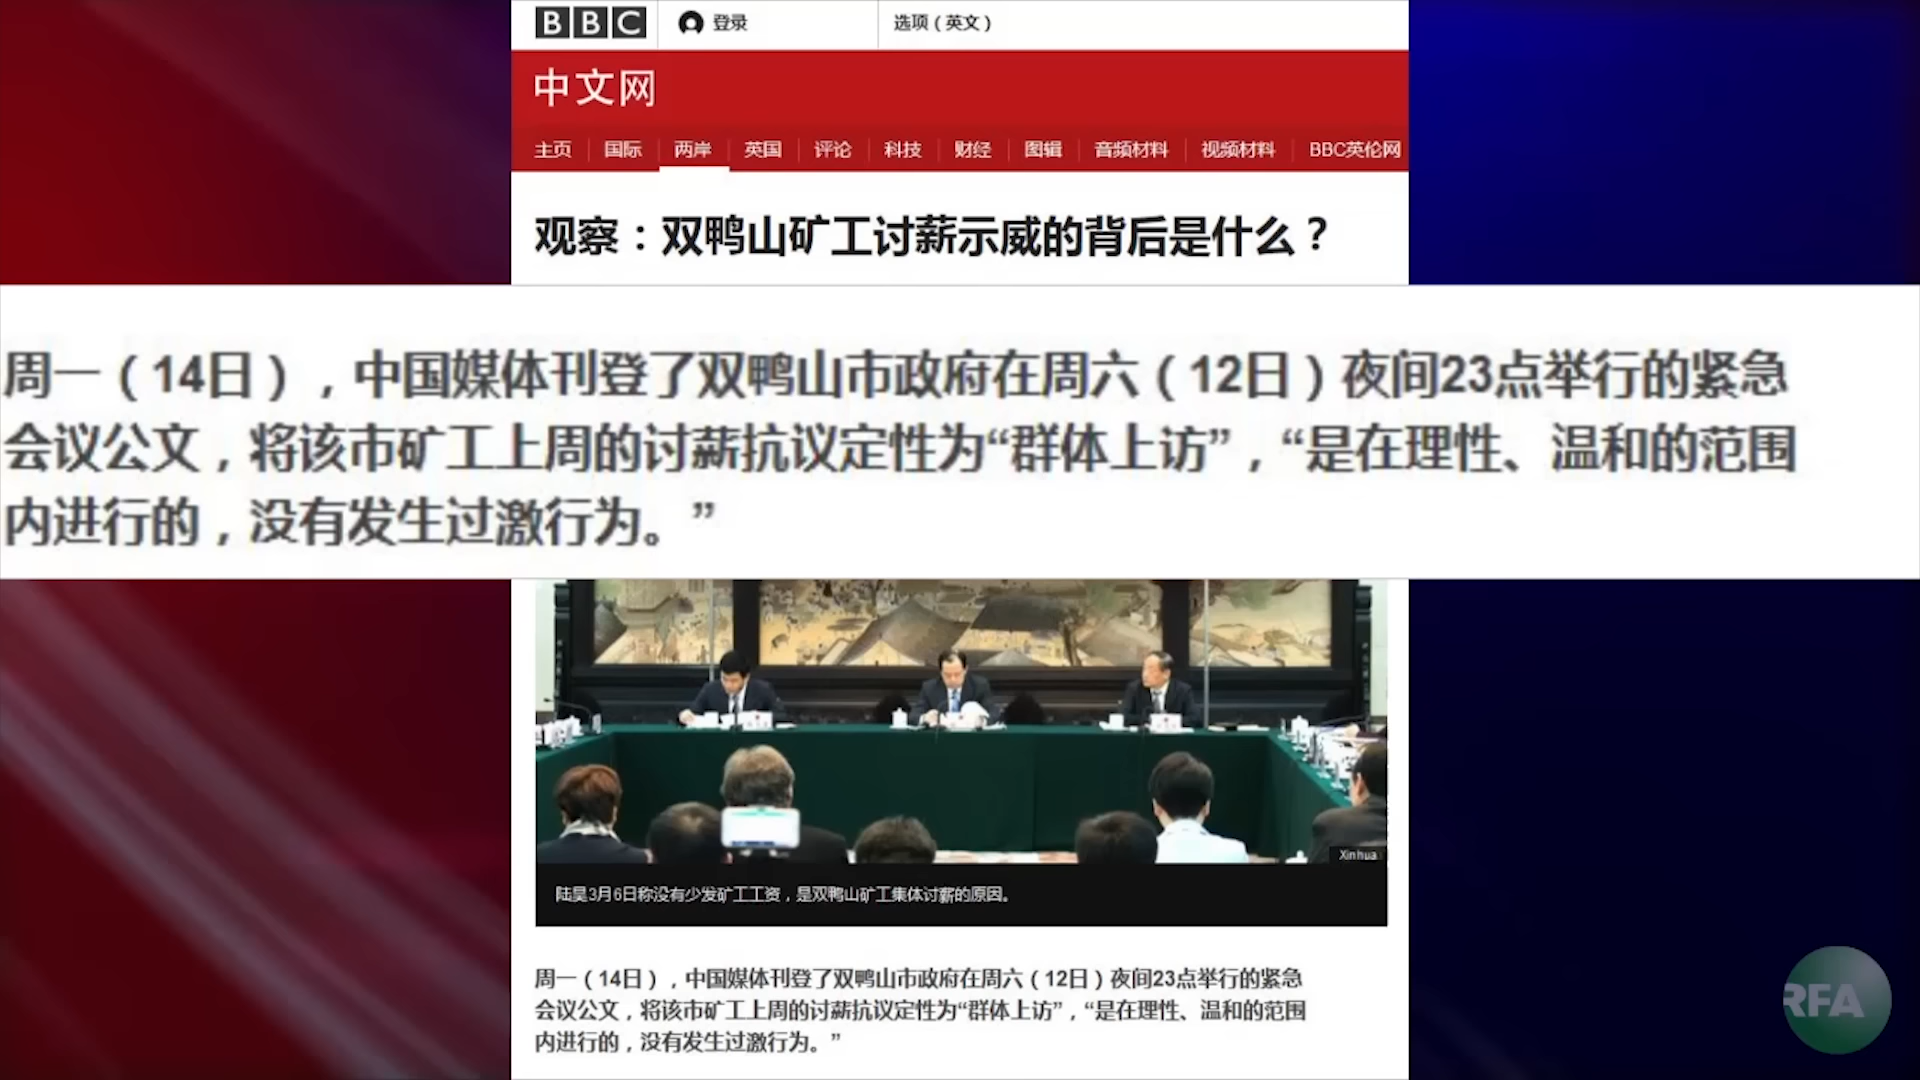 BBC 登录 选项（英文）
中文网
主页 国际 两岸 英国 评论 科技 财经 图辑 音频材料 视频材料 BBC英伦网
观察：双鸭山矿工讨薪示威的背后是什么？
周一（14日），中国媒体刊登了双鸭山市政府在周六（12日）夜间23点举行的紧急
会议公文，将该市矿工上周的讨薪抗议定性为“群体上访”，“是在理性、温和的范围
内进行的，没有发生过激行为。”
Xinhua
陆昊3月6日称没有少发矿工工资，是双鸭山矿工集体讨薪的原因。
周一（14日），中国媒体刊登了双鸭山市政府在周六（12日）夜间23点举行的紧急
会议公文，将该市矿工上周的讨薪抗议定性为“群体上访”，“是在理性、温和的范围
内进行的，没有发生过激行为。”
RFA